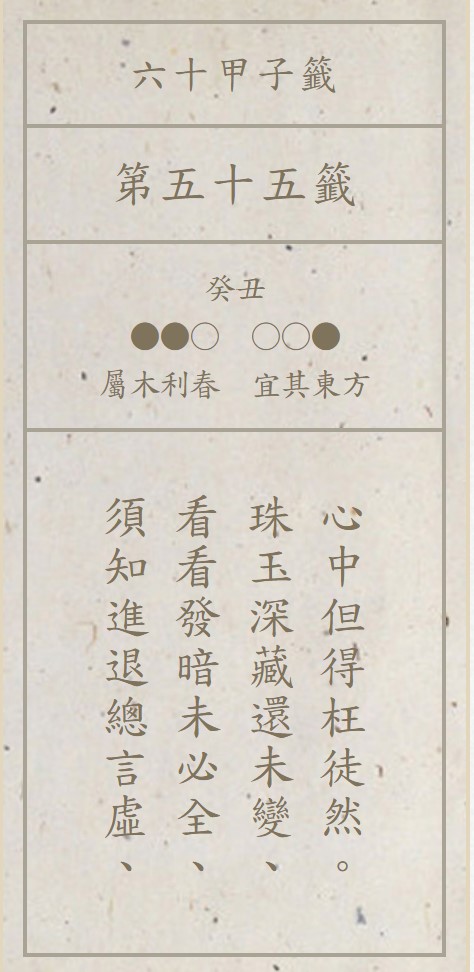 六十甲子籤
第五十五籤
癸丑
●●○ ○○●
屬木利春 宜其東方
須知進退總言虛、
看看發暗未必全、
珠玉深藏還未變、
心中但得枉徒然。